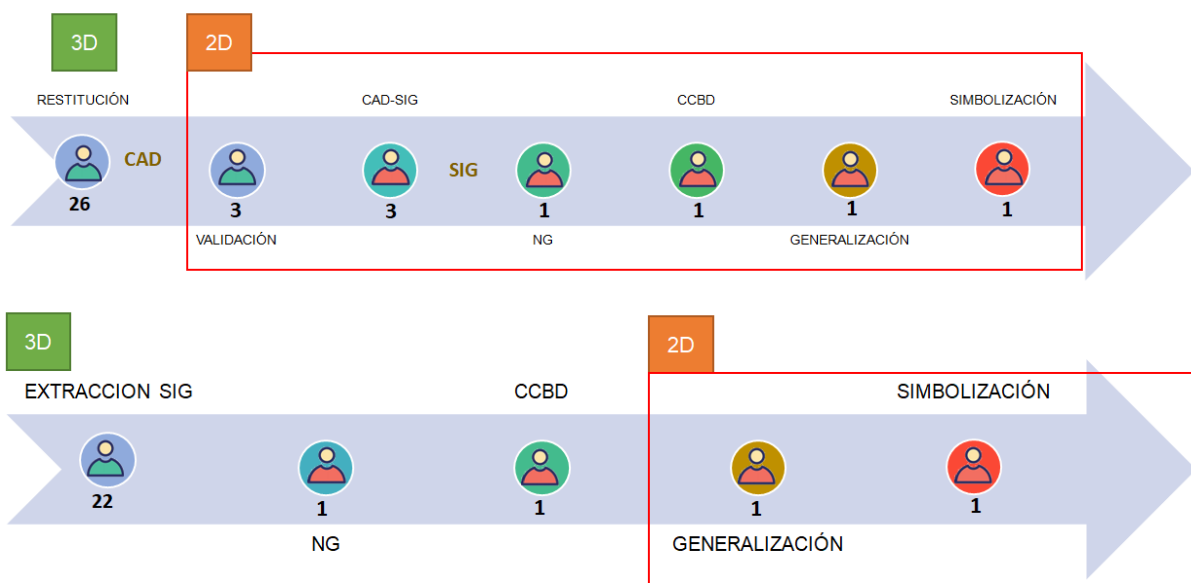 3D
2D
RESTITUCIÓN
CAD-SIG
CCBD
SIMBOLIZACIÓN
CAD
SIG
26
3
3
1
1
1
1
VALIDACIÓN
NG
GENERALIZACIÓN
3D
2D
EXTRACCION SIG
CCBD
SIMBOLIZACIÓN
22
1
1
1
1
NG
GENERALIZACIÓN